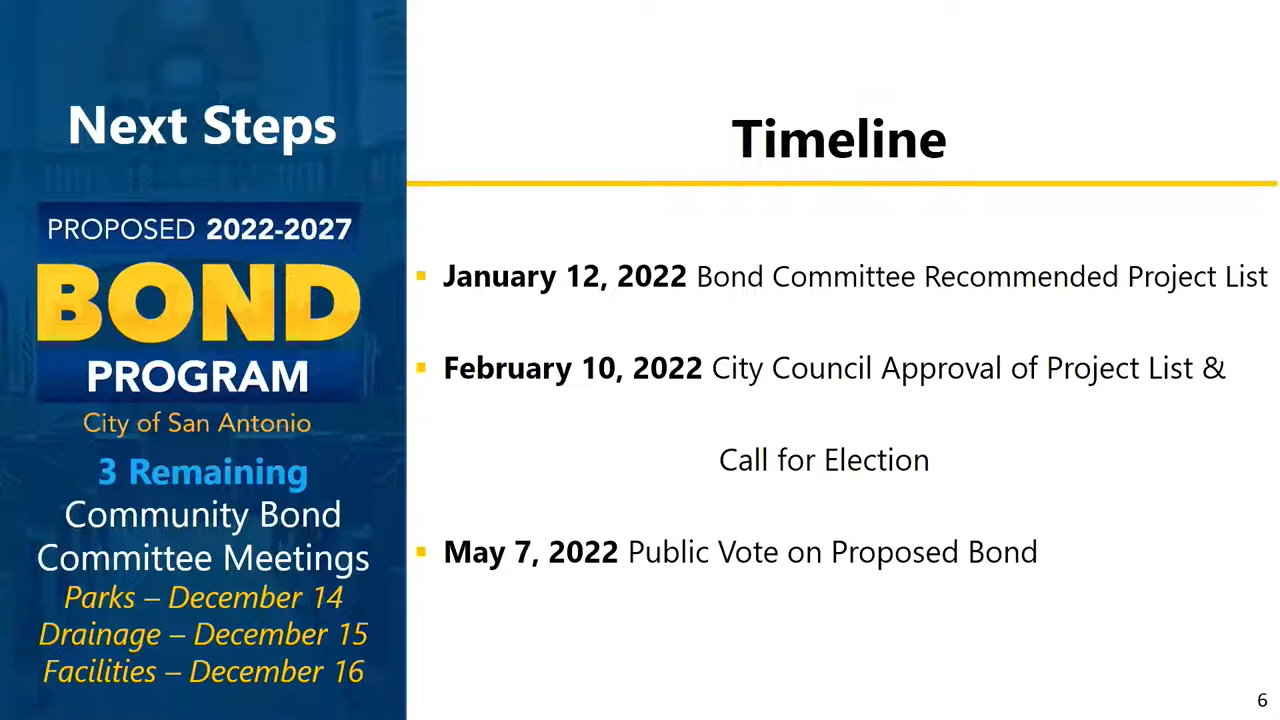 Next Steps
PROPOSED 2022-2027
BOND
PROGRAM
City of San Antonio
3 Remaining
Community Bond
Committee Meetings
Parks – December 14
Drainage – December 15
Facilities – December 16
Timeline
▪ January 12, 2022 Bond Committee Recommended Project List
▪ February 10, 2022 City Council Approval of Project List &
Call for Election
▪ May 7, 2022 Public Vote on Proposed Bond
6